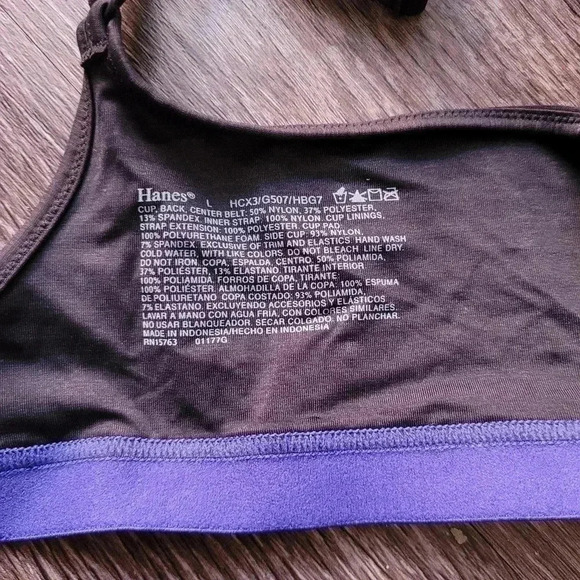 Hanes® L HCX3/G507/HBG7
CUP, BACK, CENTER BELT: 50% NYLON, 37% POLYESTER,
13% SPANDEX. INNER STRAP: 100% NYLON. CUP LININGS,
STRAP EXTENSION: 100% POLYESTER. CUP PAD:
100% POLYURETHANE FOAM. SIDE CUP: 93% NYLON,
7% SPANDEX. EXCLUSIVE OF TRIM AND ELASTICS. HAND WASH
COLD WATER, WITH LIKE COLORS. DO NOT BLEACH. LINE DRY.
DO NOT IRON. COPA, ESPALDA, CENTRO: 50% POLIAMIDA,
37% POLIÉSTER, 13% ELASTANO. TIRANTE INTERIOR
100% POLIAMIDA. FORROS DE COPA, TIRANTE:
100% POLIÉSTER. ALMOHADILLA DE LA COPA: 100% ESPUMA
DE POLIURETANO COPA COSTADO: 93% POLIAMIDA
7% ELASTANO. EXCLUYENDO ACCESORIOS Y ELÁSTICOS
LAVAR A MANO CON AGUA FRÍA, CON COLORES SIMILARES
NO USAR BLANQUEADOR. SECAR COLGADO. NO PLANCHAR.
MADE IN INDONESIA/HECHO EN INDONESIA
RN15763 01177G